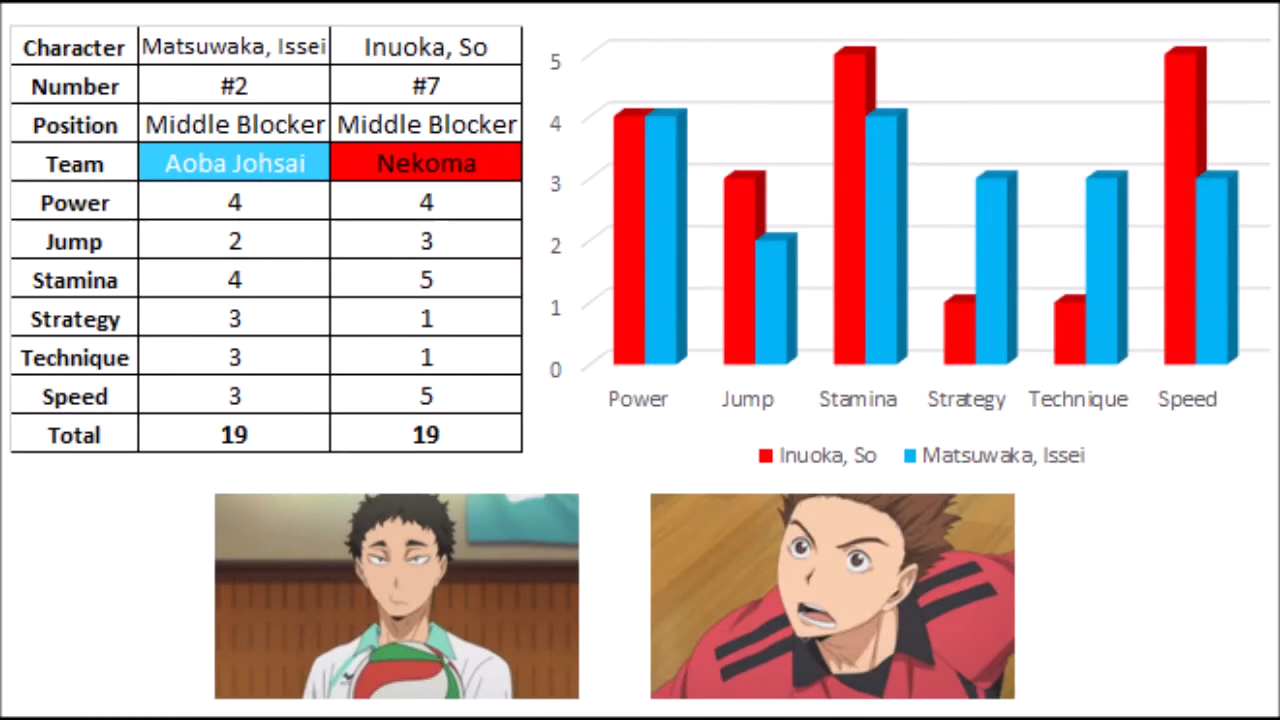 Character Matsuwaka, Issei Inuoka, So
Number #2 #7
Position Middle Blocker Middle Blocker
Team Aoba Johsai Nekoma
Power 4 4
Jump 2 3
Stamina 4 5
Strategy 3 1
Technique 3 1
Speed 3 5
Total 19 19
5
4
3
2
1
0
Power Jump Stamina Strategy Technique Speed
Inuoka, So Matsuwaka, Issei